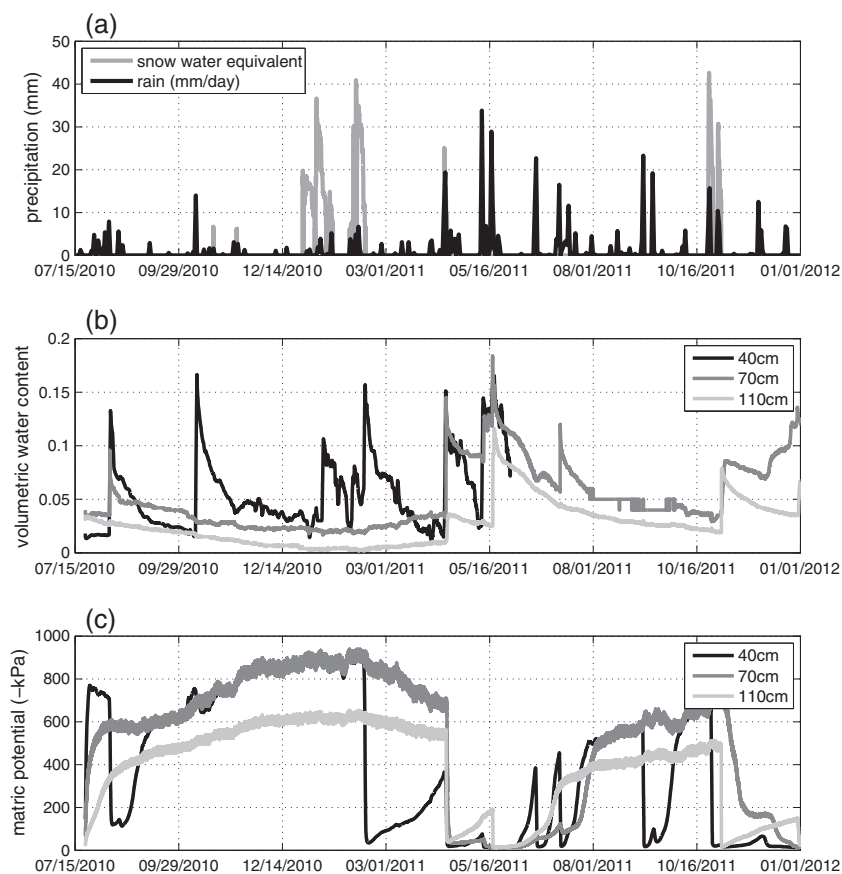 (a)
precipitation (mm)
50
40
30
20
10
0
snow water equivalent
rain (mm/day)
07/15/2010 09/29/2010 12/14/2010 03/01/2011 05/16/2011 08/01/2011 10/16/2011 01/01/2012
(b)
volumetric water content
0.2
0.15
0.1
0.05
0
40cm
70cm
110cm
07/15/2010 09/29/2010 12/14/2010 03/01/2011 05/16/2011 08/01/2011 10/16/2011 01/01/2012
(c)
matric potential (−kPa)
1000
800
600
400
200
0
40cm
70cm
110cm
07/15/2010 09/29/2010 12/14/2010 03/01/2011 05/16/2011 08/01/2011 10/16/2011 01/01/2012